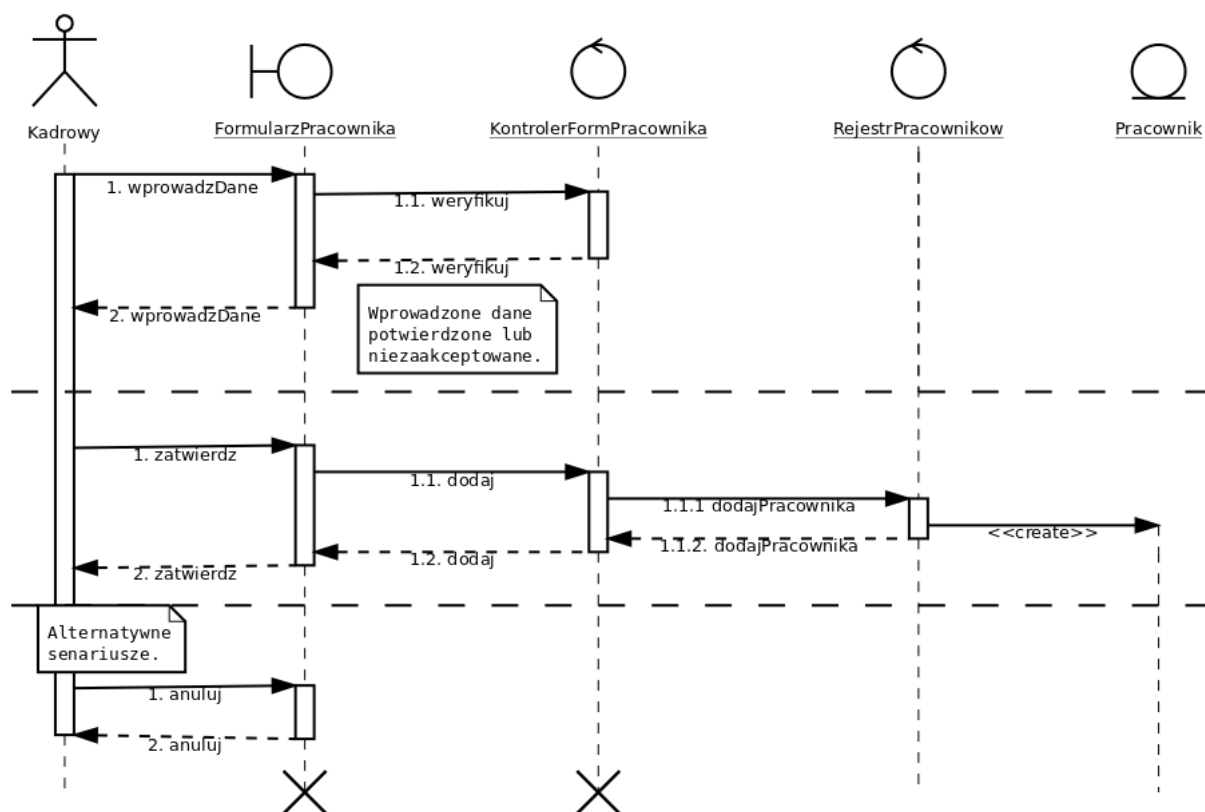 Kadrowy
FormularzPracownika
KontrolerFormPracownika
RejestrPracownikow
Pracownik
1. wprowadzDane
1.1. weryfikuj
1.2. weryfikuj
2. wprowadzDane
Wprowadzone dane
potwierdzone lub
niezaakceptowane.
1. zatwierdz
1.1. dodaj
1.1.1 dodajPracownika
<<create>>
1.1.2. dodajPracownika
1.2. dodaj
2. zatwierdz
Alternatywne
senariusze.
1. anuluj
2. anuluj